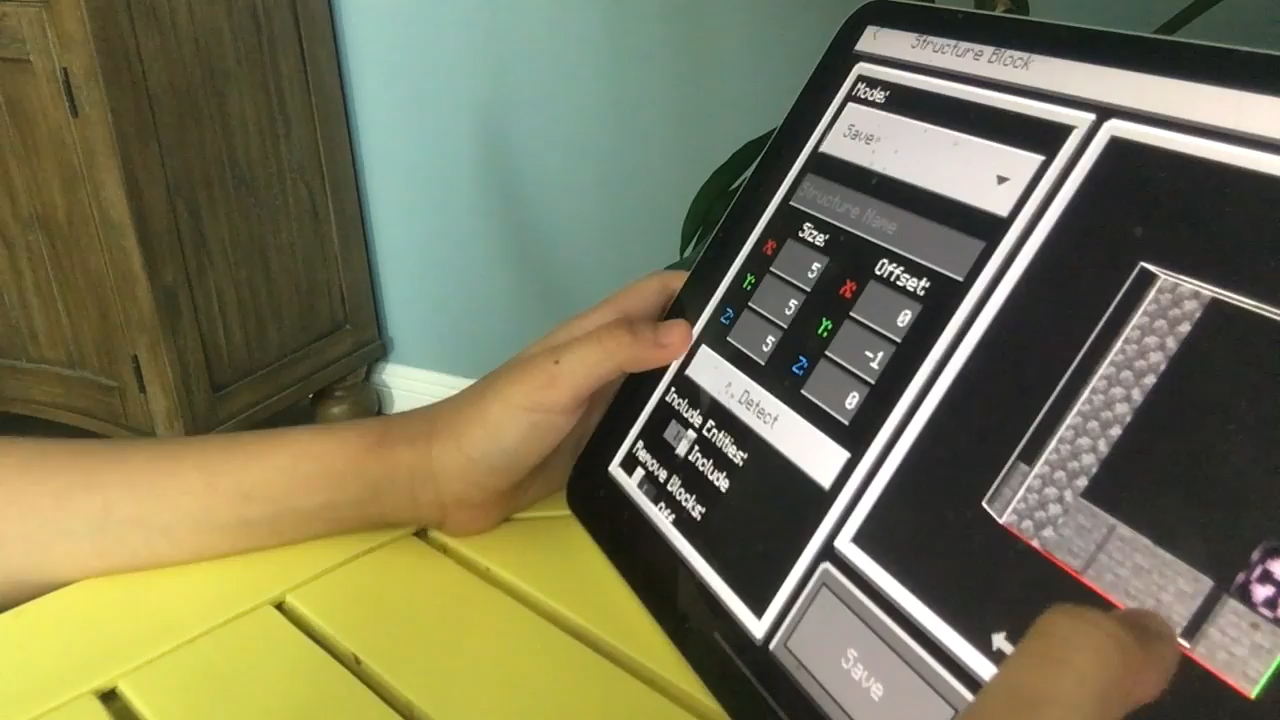 Structure Block
Mode:
Save
Structure Name
Size:
Offset:
X: 5
X: 0
Y: 5
Y: -1
Z: 5
Z: 0
Detect
Include Entities:
Include
Remove Blocks:
Off
Save